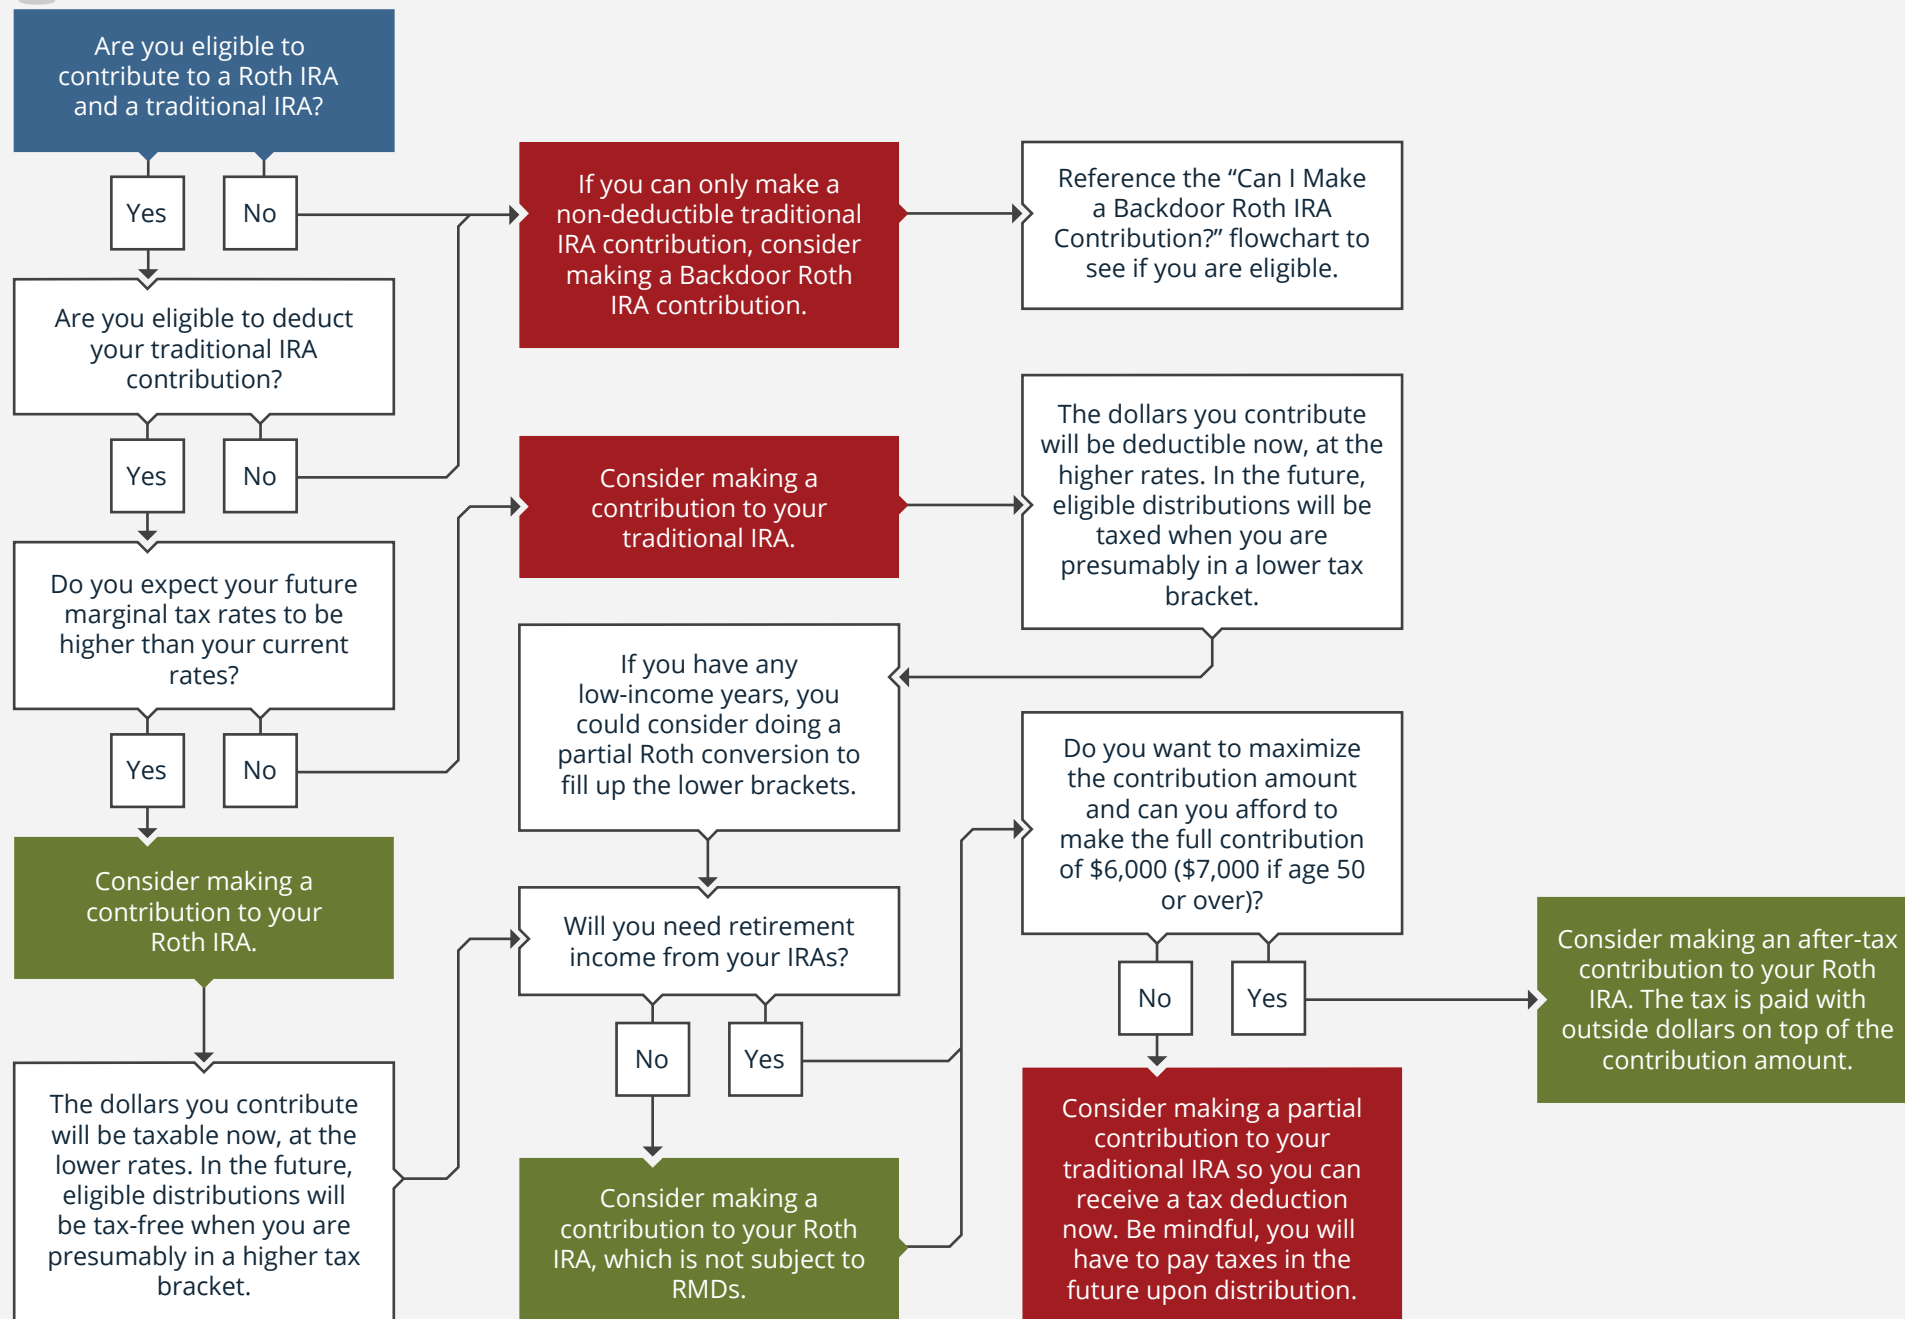 Are you eligible to
contribute to a Roth IRA
and a traditional IRA?
Yes
No
If you can only make a
non-deductible traditional
IRA contribution, consider
making a Backdoor Roth
IRA contribution.
Reference the “Can I Make
a Backdoor Roth IRA
Contribution?” flowchart to
see if you are eligible.
Are you eligible to deduct
your traditional IRA
contribution?
Yes
No
Consider making a
contribution to your
traditional IRA.
The dollars you contribute
will be deductible now, at the
higher rates. In the future,
eligible distributions will be
taxed when you are
presumably in a lower tax
bracket.
Do you expect your future
marginal tax rates to be
higher than your current
rates?
Yes
No
If you have any
low-income years, you
could consider doing a
partial Roth conversion to
fill up the lower brackets.
Do you want to maximize
the contribution amount
and can you afford to
make the full contribution
of $6,000 ($7,000 if age 50
or over)?
No
Yes
Consider making a
contribution to your
Roth IRA.
Will you need retirement
income from your IRAs?
No
Yes
Consider making an after-tax
contribution to your Roth
IRA. The tax is paid with
outside dollars on top of the
contribution amount.
The dollars you contribute
will be taxable now, at the
lower rates. In the future,
eligible distributions will
be tax-free when you are
presumably in a higher tax
bracket.
Consider making a
contribution to your Roth
IRA, which is not subject to
RMDs.
Consider making a partial
contribution to your
traditional IRA so you can
receive a tax deduction
now. Be mindful, you will
have to pay taxes in the
future upon distribution.